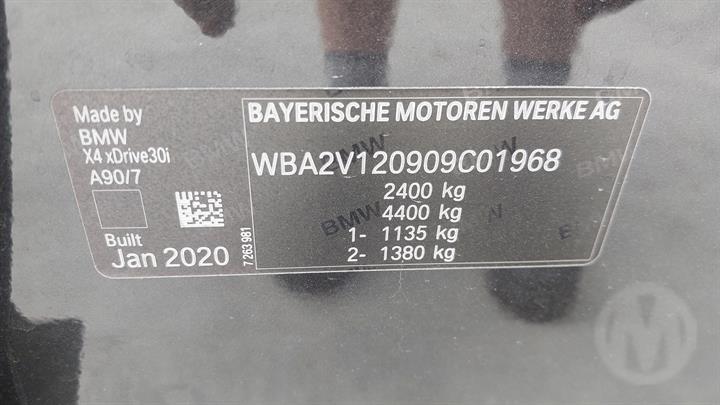 Made by
BMW
X4 xDrive30i
A90/7
Built
Jan 2020
7 263 981
BAYERISCHE MOTOREN WERKE AG
WBA2V120909C01968
2400 kg
4400 kg
1- 1135 kg
2- 1380 kg
BMW
M